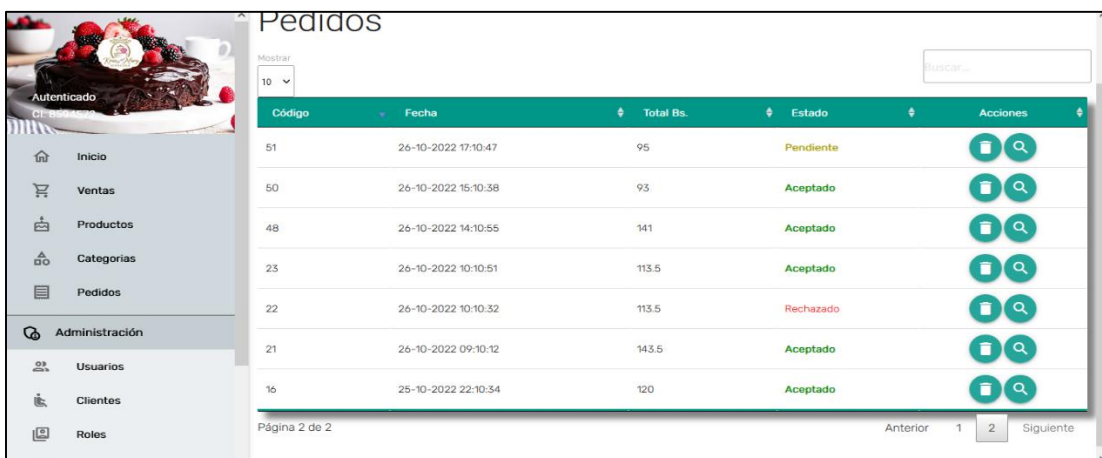 Autenticado
CI: 8594572
Inicio
Ventas
Productos
Categorias
Pedidos
Administración
Usuarios
Clientes
Roles
Pedidos
Mostrar
10
Buscar...
Código Fecha Total Bs. Estado Acciones
51 26-10-2022 17:10:47 95 Pendiente
50 26-10-2022 15:10:38 93 Aceptado
48 26-10-2022 14:10:55 141 Aceptado
23 26-10-2022 10:10:51 113.5 Aceptado
22 26-10-2022 10:10:32 113.5 Rechazado
21 26-10-2022 09:10:12 143.5 Aceptado
16 25-10-2022 22:10:34 120 Aceptado
Página 2 de 2
Anterior 1 2 Siguiente